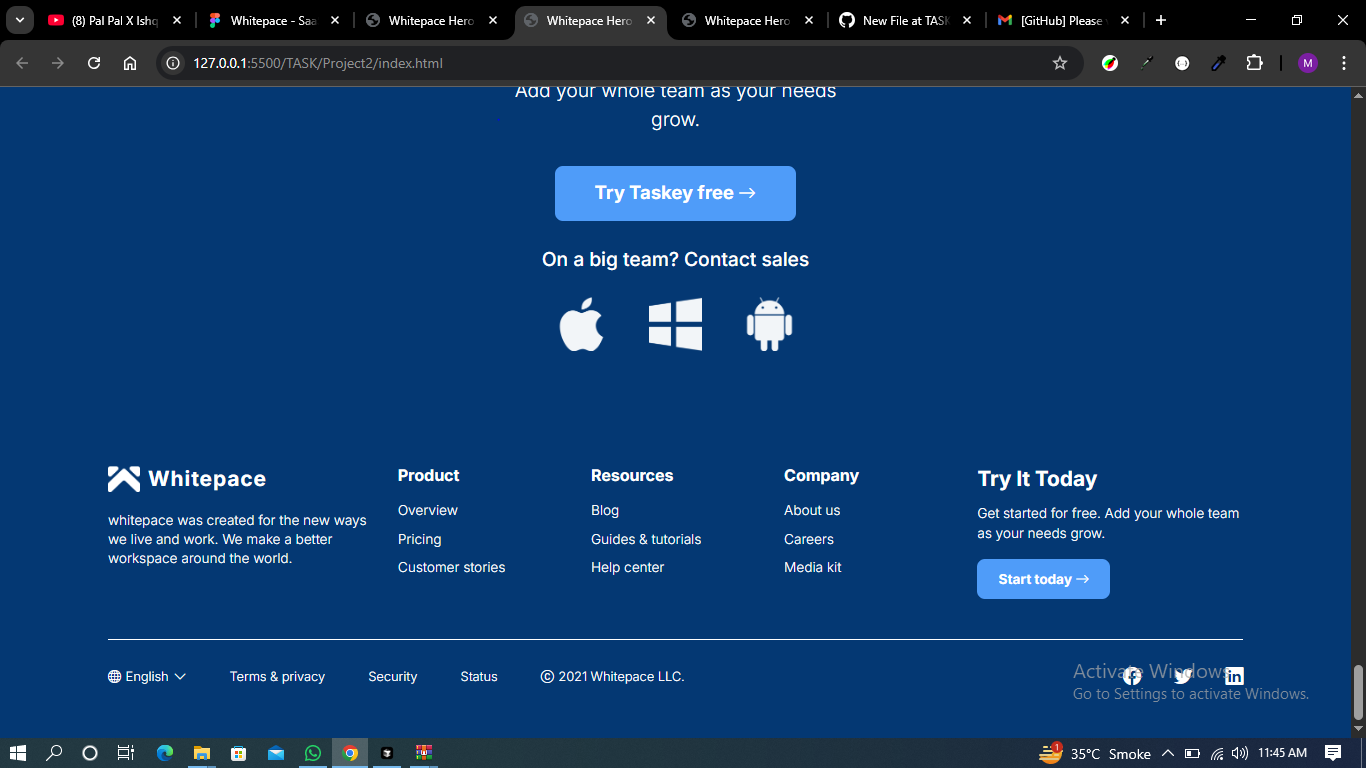 (8) Pal Pal X Ishq
Whitepace - Saa
Whitepace Hero
Whitepace Hero
Whitepace Hero
New File at TASK
[GitHub] Please
127.0.0.1:5500/TASK/Project2/index.html
M
Add your whole team as your needs
grow.
Try Taskey free →
On a big team? Contact sales
Whitepace
whitepace was created for the new ways
we live and work. We make a better
workspace around the world.
Product
Overview
Pricing
Customer stories
Resources
Blog
Guides & tutorials
Help center
Company
About us
Careers
Media kit
Try It Today
Get started for free. Add your whole team
as your needs grow.
Start today →
English
Terms & privacy
Security
Status
© 2021 Whitepace LLC.
Activate Windows
Go to Settings to activate Windows.
1
35°C Smoke
11:45 AM